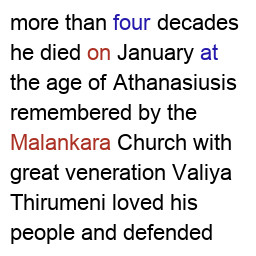 more than four decades
he died on January at
the age of Athanasiusis
remembered by the
Malankara Church with
great veneration Valiya
Thirumeni loved his
people and defended